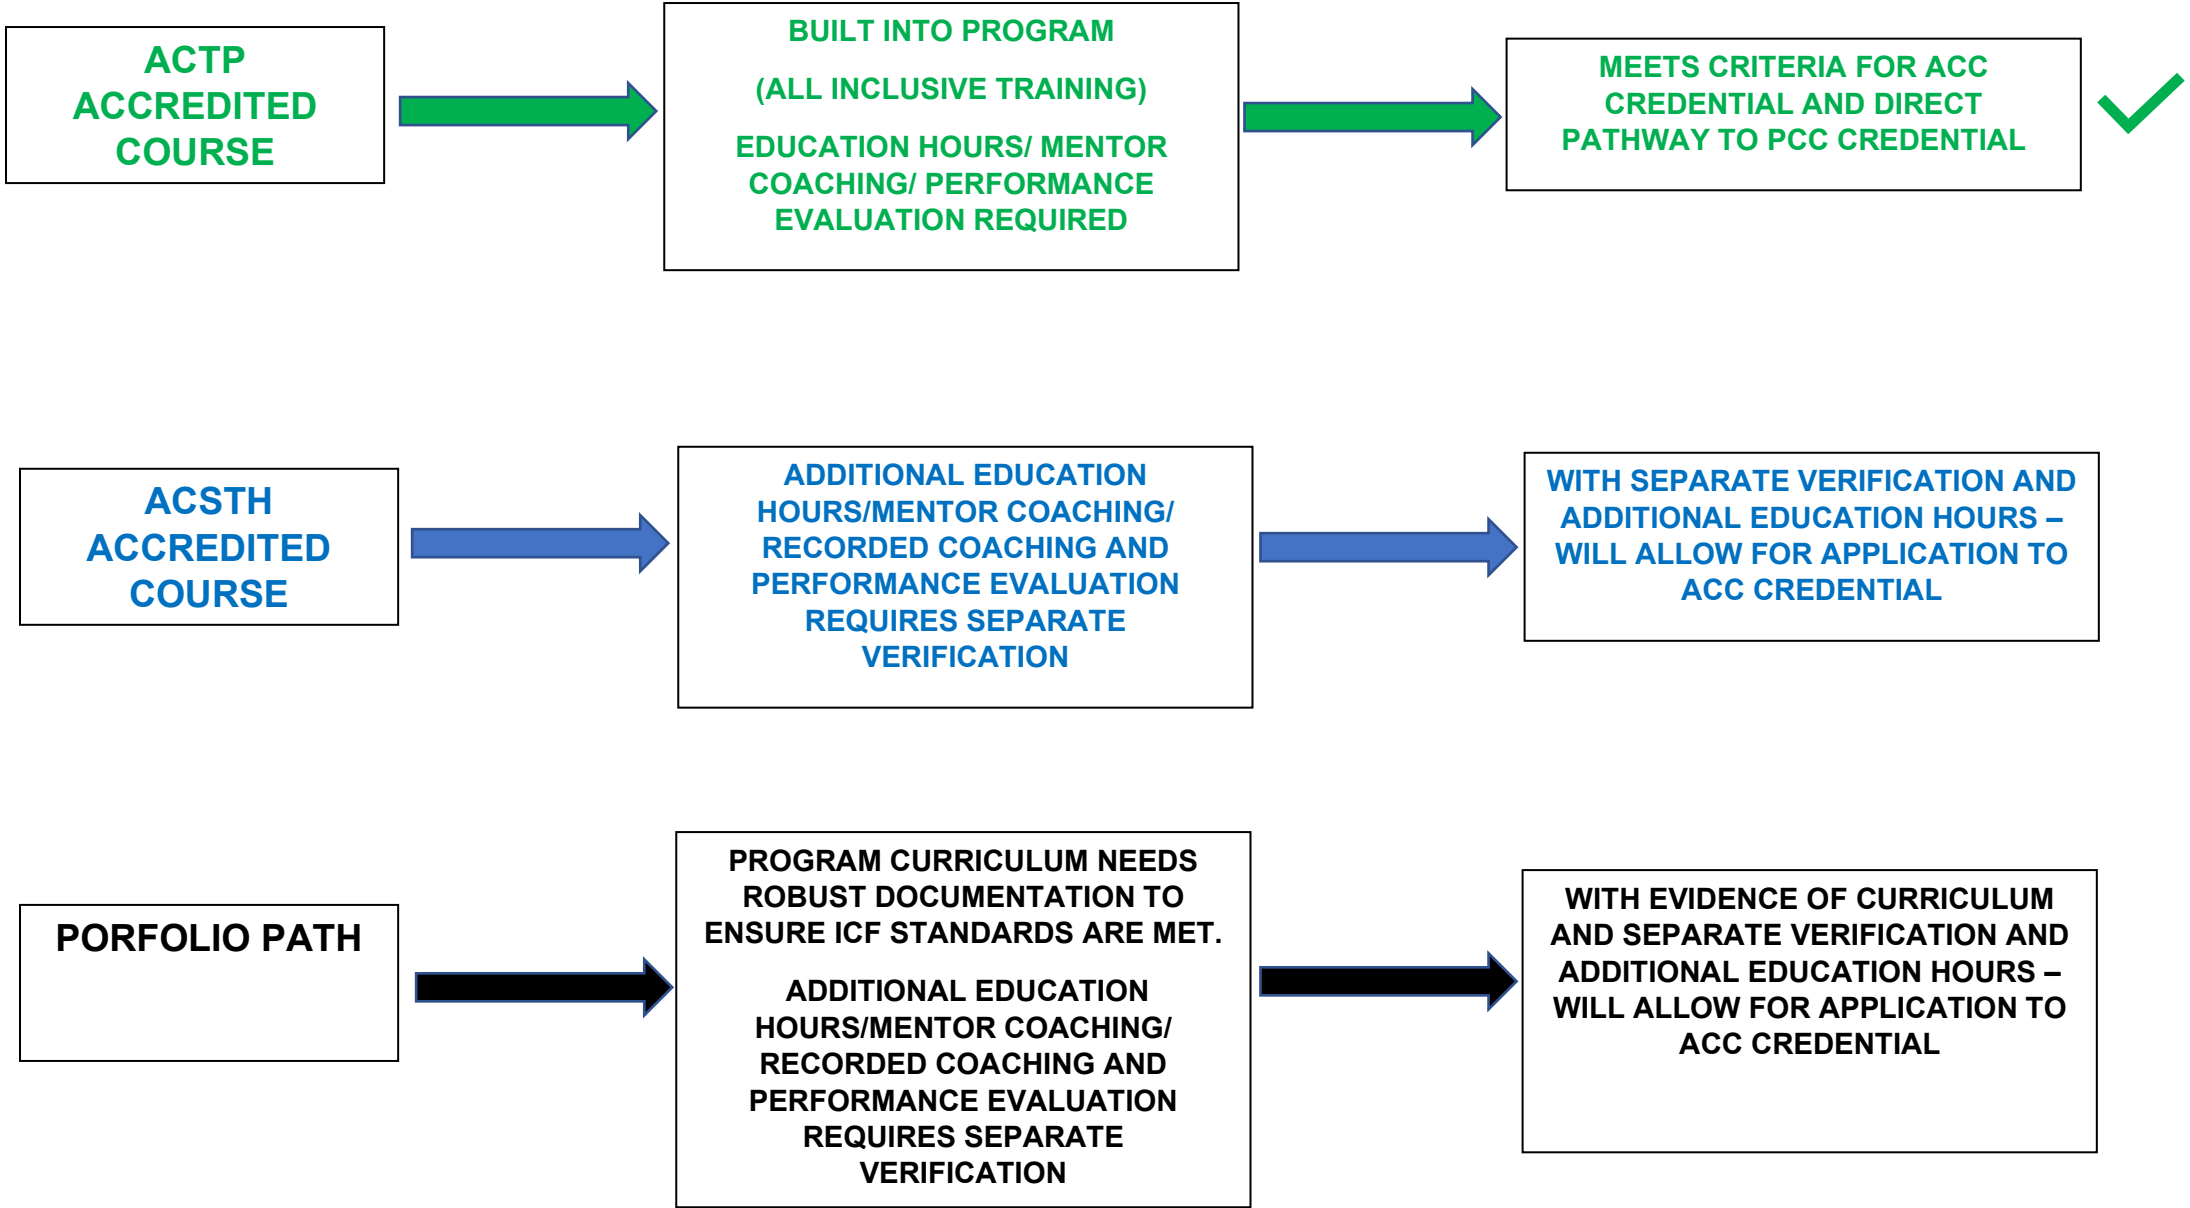 ACTP
ACCREDITED
COURSE
BUILT INTO PROGRAM
(ALL INCLUSIVE TRAINING)
EDUCATION HOURS/ MENTOR
COACHING/ PERFORMANCE
EVALUATION REQUIRED
MEETS CRITERIA FOR ACC
CREDENTIAL AND DIRECT
PATHWAY TO PCC CREDENTIAL
ACSTH
ACCREDITED
COURSE
ADDITIONAL EDUCATION
HOURS/MENTOR COACHING/
RECORDED COACHING AND
PERFORMANCE EVALUATION
REQUIRES SEPARATE
VERIFICATION
WITH SEPARATE VERIFICATION AND
ADDITIONAL EDUCATION HOURS –
WILL ALLOW FOR APPLICATION TO
ACC CREDENTIAL
PORFOLIO PATH
PROGRAM CURRICULUM NEEDS
ROBUST DOCUMENTATION TO
ENSURE ICF STANDARDS ARE MET.
ADDITIONAL EDUCATION
HOURS/MENTOR COACHING/
RECORDED COACHING AND
PERFORMANCE EVALUATION
REQUIRES SEPARATE
VERIFICATION
WITH EVIDENCE OF CURRICULUM
AND SEPARATE VERIFICATION AND
ADDITIONAL EDUCATION HOURS –
WILL ALLOW FOR APPLICATION TO
ACC CREDENTIAL